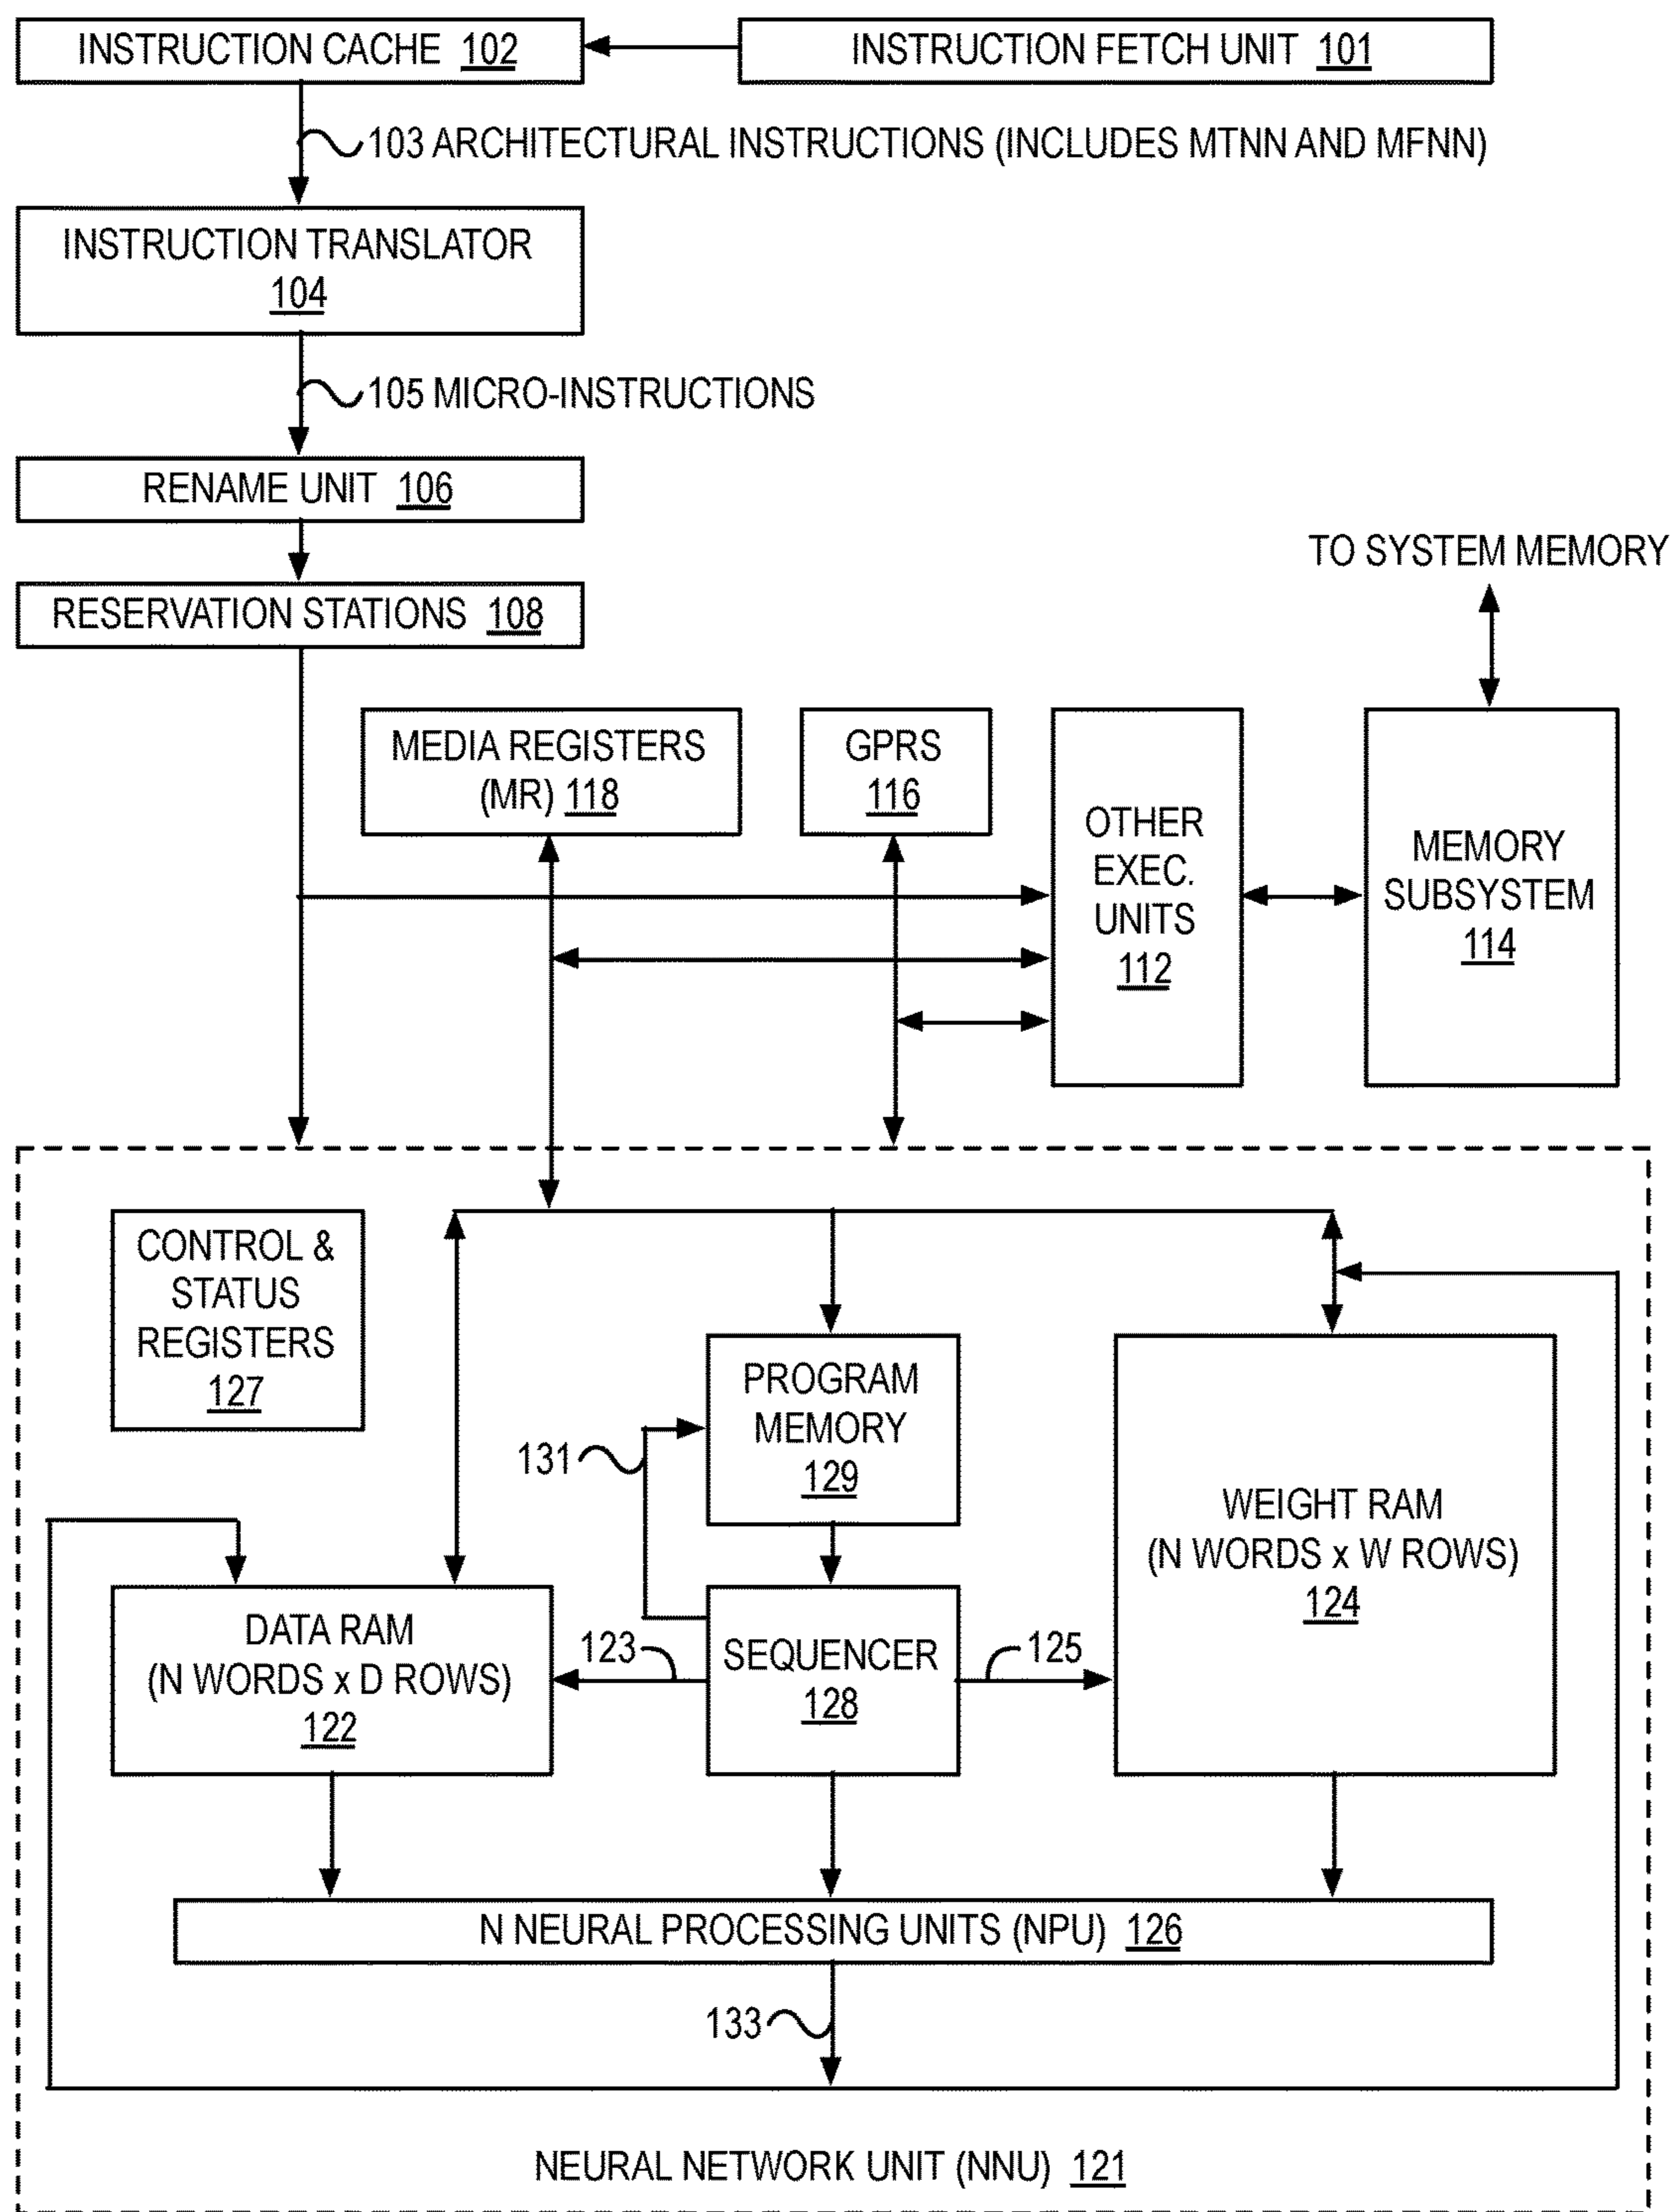 INSTRUCTION CACHE 102
INSTRUCTION FETCH UNIT 101
103 ARCHITECTURAL INSTRUCTIONS (INCLUDES MTNN AND MFNN)
INSTRUCTION TRANSLATOR
104
105 MICRO-INSTRUCTIONS
RENAME UNIT 106
RESERVATION STATIONS 108
TO SYSTEM MEMORY
MEDIA REGISTERS
(MR) 118
GPRS
116
OTHER
EXEC.
UNITS
112
MEMORY
SUBSYSTEM
114
CONTROL &
STATUS
REGISTERS
127
PROGRAM
MEMORY
129
131
WEIGHT RAM
(N WORDS x W ROWS)
124
DATA RAM
(N WORDS x D ROWS)
122
123
SEQUENCER
128
125
N NEURAL PROCESSING UNITS (NPU) 126
133
NEURAL NETWORK UNIT (NNU) 121